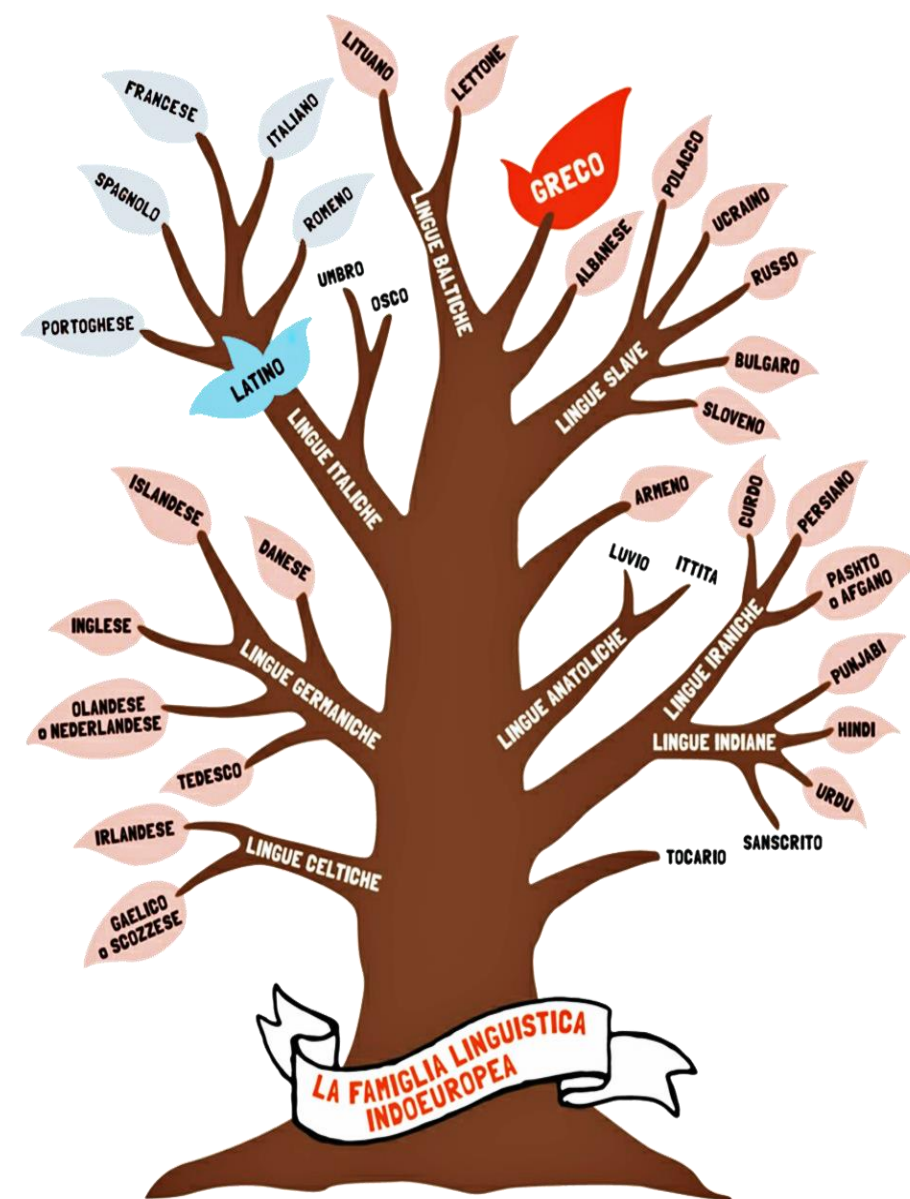 LITUANO
LETTONE
FRANCESE
ITALIANO
GRECO
POLACCO
SPAGNOLO
ROMENO
UCRAINO
ALBANESE
RUSSO
UMBRO
OSCO
LINGUE BALTICHE
PORTOGHESE
LATINO
LINGUE SLAVE
BULGARO
SLOVENO
LINGUE ITALICHE
ISLANDESE
DANESE
ARMENO
CURDO
PERSIANO
LUVIO
ITTITA
PASHTO
o AFGANO
INGLESE
LINGUE GERMANICHE
LINGUE ANATOLICHE
LINGUE IRANICHE
PUNJABI
OLANDESE
o NEDERLANDESE
LINGUE INDIANE
HINDI
TEDESCO
URDU
IRLANDESE
LINGUE CELTICHE
SANSCRITO
TOCARIO
GAELICO
o SCOZZESE
LA FAMIGLIA LINGUISTICA
INDOEUROPEA